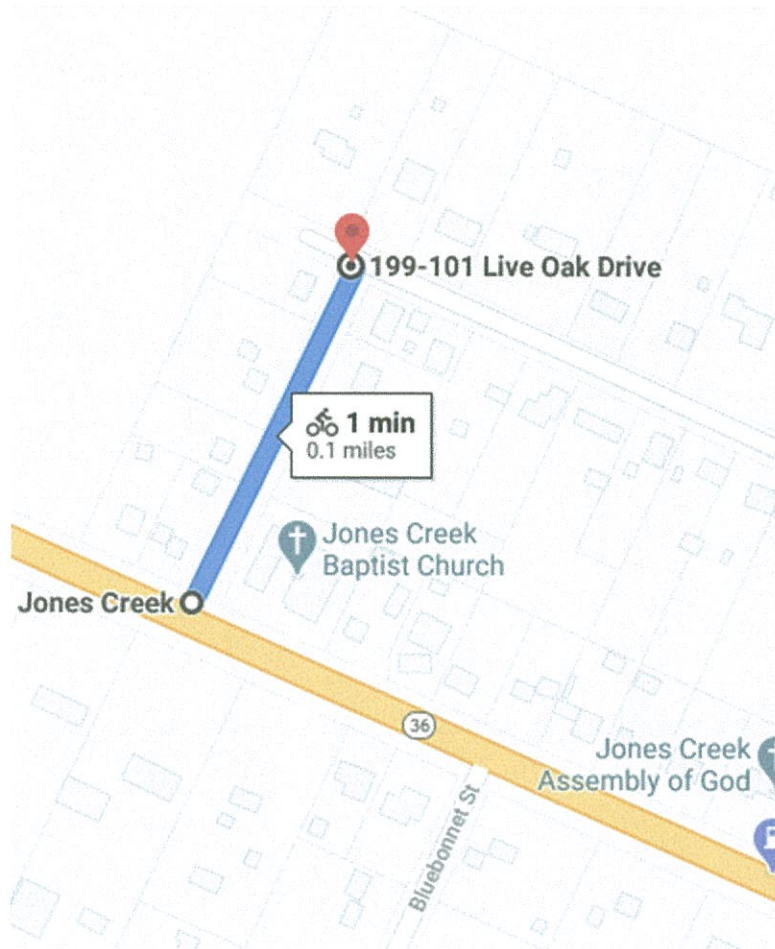 199-101 Live Oak Drive
1 min
0.1 miles
Jones Creek
Baptist Church
Jones Creek
36
Jones Creek
Assembly of God
Bluebonnet St